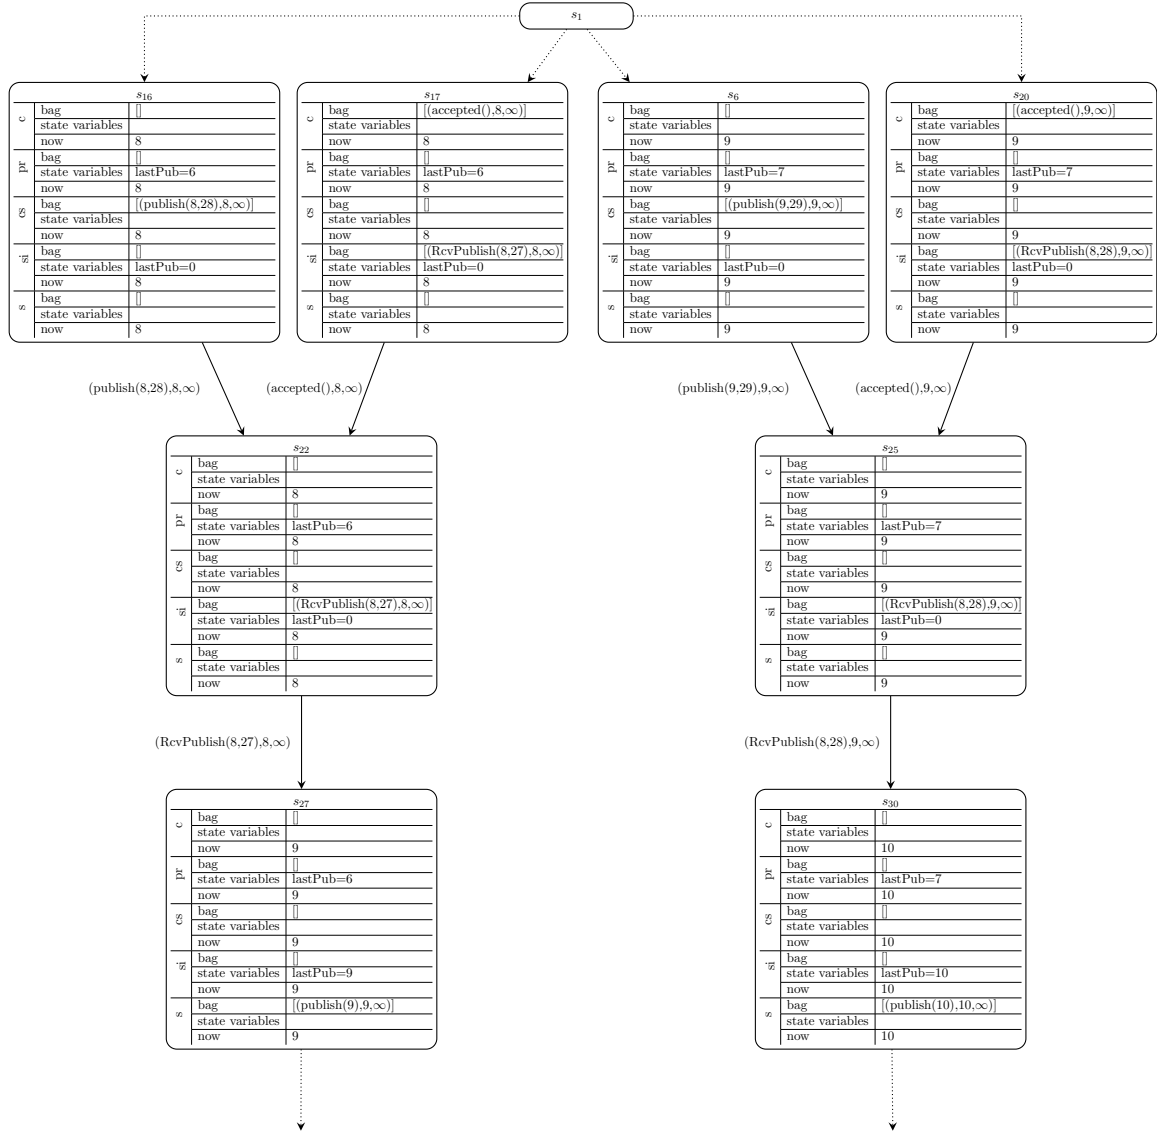 s1
s16
c
bag []
state variables
now 8
pr
bag []
state variables lastPub=6
now 8
cs
bag [(publish(8,28),8,∞)]
state variables
now 8
si
bag []
state variables lastPub=0
now 8
s
bag []
state variables
now 8
s17
c
bag [(accepted(),8,∞)]
state variables
now 8
pr
bag []
state variables lastPub=6
now 8
cs
bag []
state variables
now 8
si
bag [(RcvPublish(8,27),8,∞)]
state variables lastPub=0
now 8
s
bag []
state variables
now 8
s6
c
bag []
state variables
now 9
pr
bag []
state variables lastPub=7
now 9
cs
bag [(publish(9,29),9,∞)]
state variables
now 9
si
bag []
state variables lastPub=0
now 9
s
bag []
state variables
now 9
s20
c
bag [(accepted(),9,∞)]
state variables
now 9
pr
bag []
state variables lastPub=7
now 9
cs
bag []
state variables
now 9
si
bag [(RcvPublish(8,28),9,∞)]
state variables lastPub=0
now 9
s
bag []
state variables
now 9
(publish(8,28),8,∞)
(accepted(),8,∞)
(publish(9,29),9,∞)
(accepted(),9,∞)
s22
c
bag []
state variables
now 8
pr
bag []
state variables lastPub=6
now 8
cs
bag []
state variables
now 8
si
bag [(RcvPublish(8,27),8,∞)]
state variables lastPub=0
now 8
s
bag []
state variables
now 8
s25
c
bag []
state variables
now 9
pr
bag []
state variables lastPub=7
now 9
cs
bag []
state variables
now 9
si
bag [(RcvPublish(8,28),9,∞)]
state variables lastPub=0
now 9
s
bag []
state variables
now 9
(RcvPublish(8,27),8,∞)
(RcvPublish(8,28),9,∞)
s27
c
bag []
state variables
now 9
pr
bag []
state variables lastPub=6
now 9
cs
bag []
state variables
now 9
si
bag []
state variables lastPub=9
now 9
s
bag [(publish(9),9,∞)]
state variables
now 9
s30
c
bag []
state variables
now 10
pr
bag []
state variables lastPub=7
now 10
cs
bag []
state variables
now 10
si
bag []
state variables lastPub=10
now 10
s
bag [(publish(10),10,∞)]
state variables
now 10